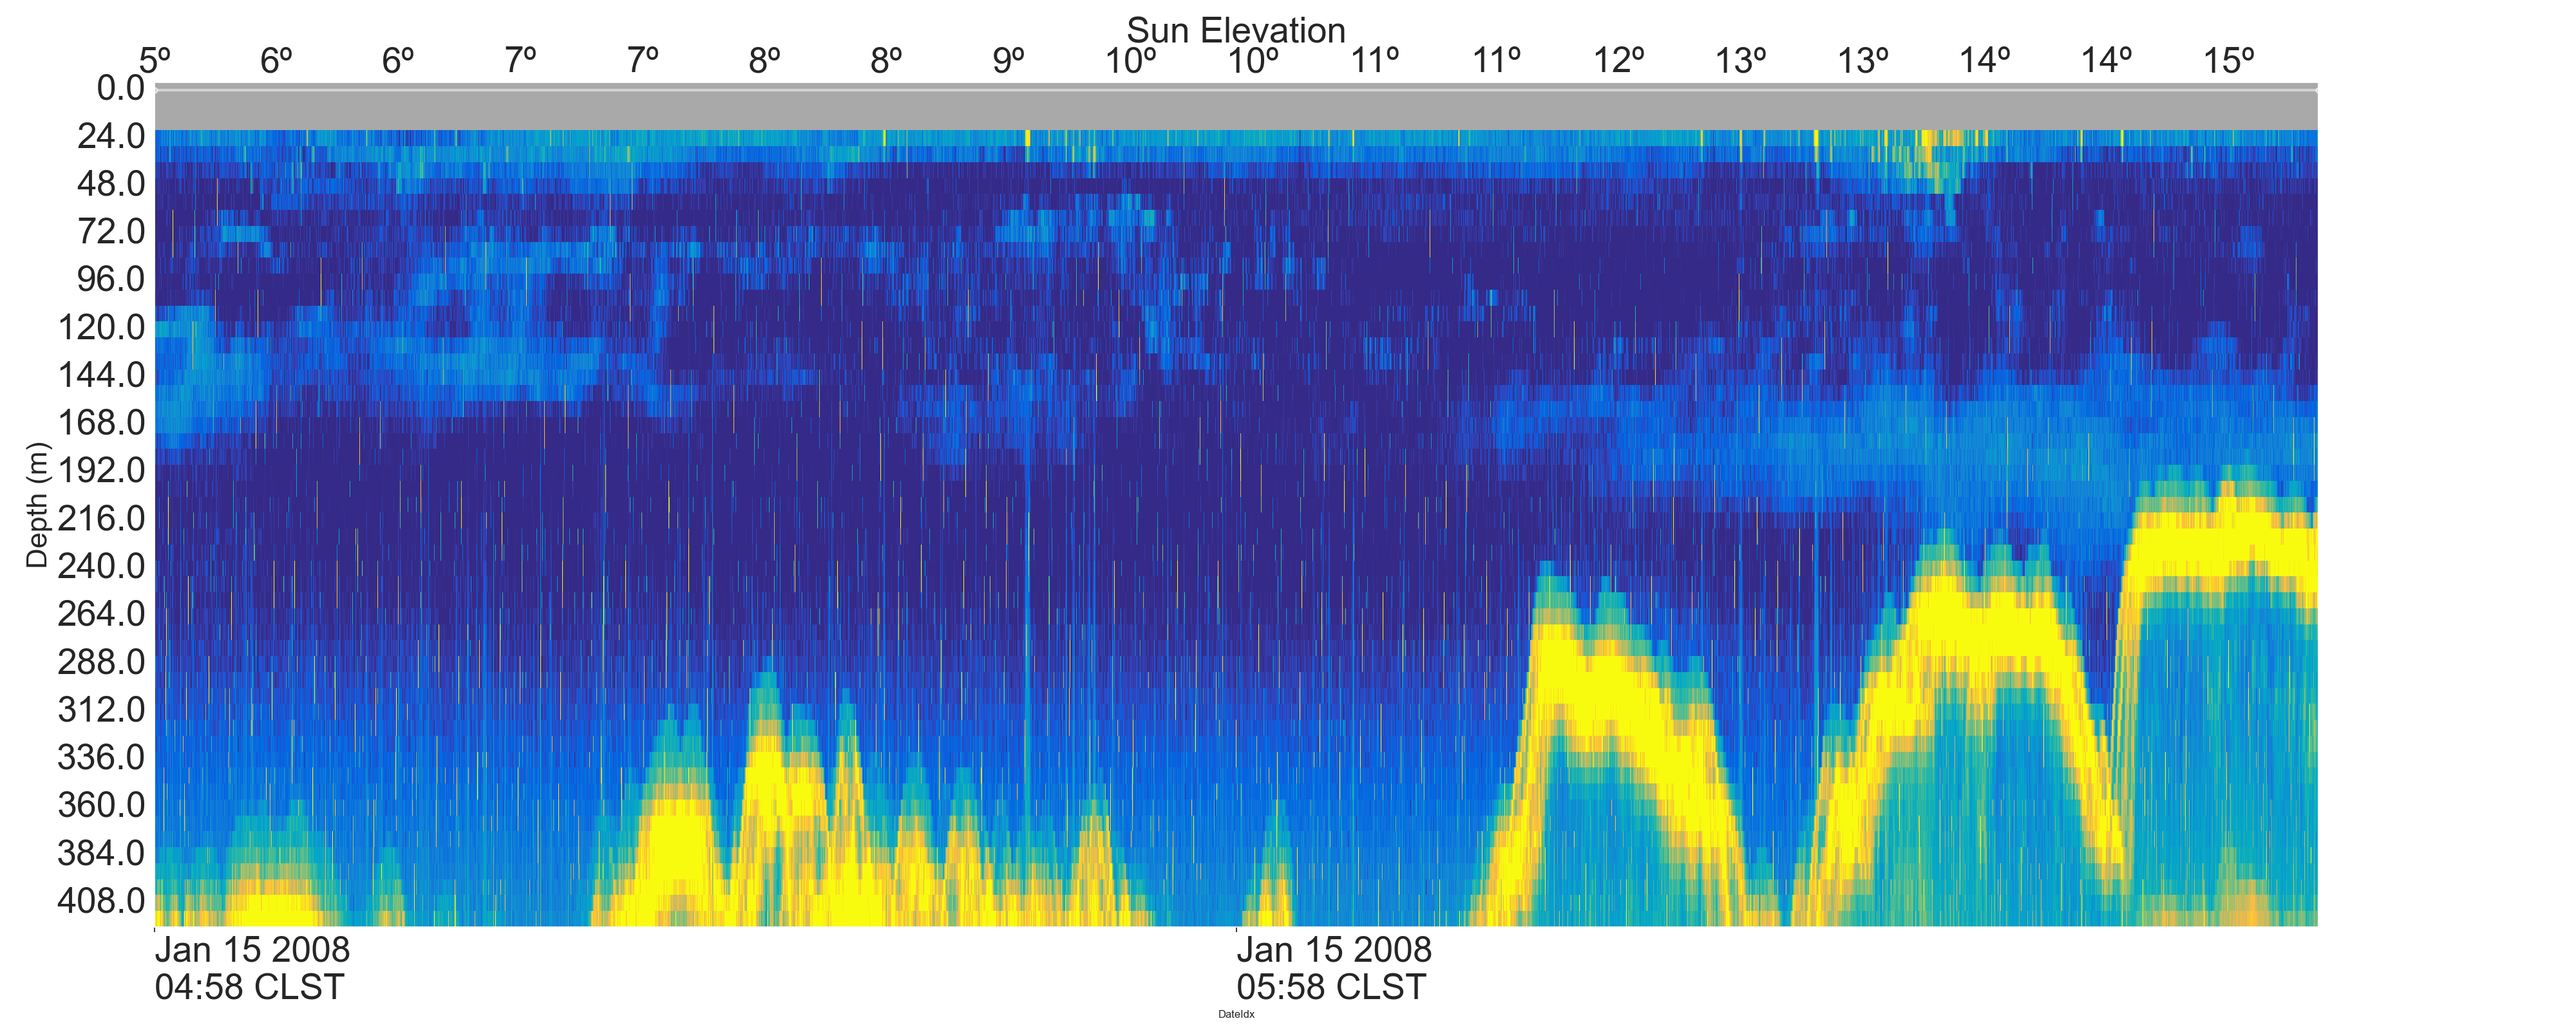 Sun Elevation
5º 6º 6º 7º 7º 8º 8º 9º 10º 10º 11º 11º 12º 13º 13º 14º 14º 15º
0.0
24.0
48.0
72.0
96.0
120.0
144.0
168.0
192.0
216.0
240.0
264.0
288.0
312.0
336.0
360.0
384.0
408.0
Depth (m)
Jan 15 2008
04:58 CLST
Jan 15 2008
05:58 CLST
DateIdx